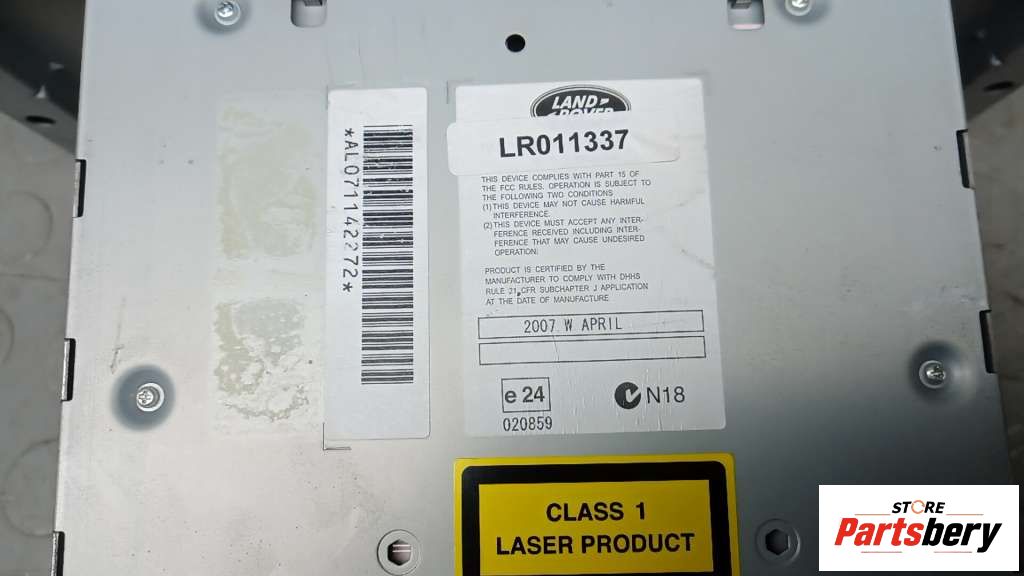 *AL0711422​72*
LAND-
ROVER
LR011337
THIS DEVICE COMPLIES WITH PART 15 OF
THE FCC RULES. OPERATION IS SUBJECT TO
THE FOLLOWING TWO CONDITIONS
(1)THIS DEVICE MAY NOT CAUSE HARMFUL
INTERFERENCE.
(2)THIS DEVICE MUST ACCEPT ANY INTER-
FERENCE RECEIVED INCLUDING INTER-
FERENCE THAT MAY CAUSE UNDESIRED
OPERATION:
PRODUCT IS CERTIFIED BY THE
MANUFACTURER TO COMPLY WITH DHHS
RULE 21 CFR SUBCHAPTER J APPLICATION
AT THE DATE OF MANUFACTURE
2007 W APRIL
e 24
020859
N18
CLASS 1
LASER PRODUCT
STORE
Partsbery